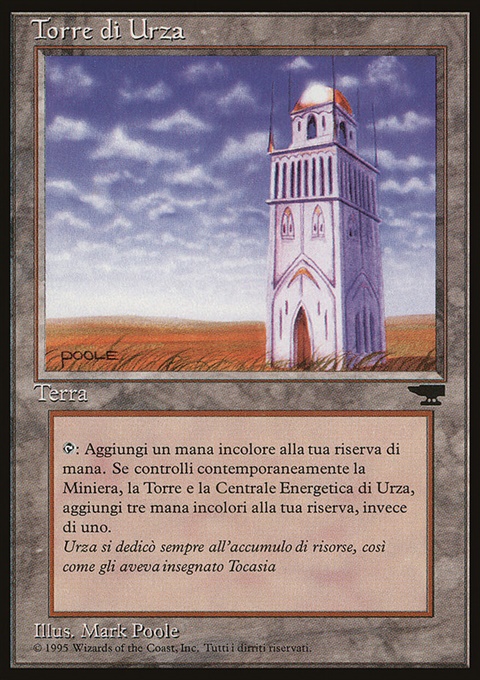 Torre di Urza
POOLE
Terra
: Aggiungi un mana incolore alla tua riserva di
mana. Se controlli contemporaneamente la
Miniera, la Torre e la Centrale Energetica di Urza,
aggiungi tre mana incolori alla tua riserva, invece
di uno.
Urza si dedicò sempre all'accumulo di risorse, così
come gli aveva insegnato Tocasia
Illus. Mark Poole
© 1995 Wizards of the Coast, Inc. Tutti i diritti riservati.